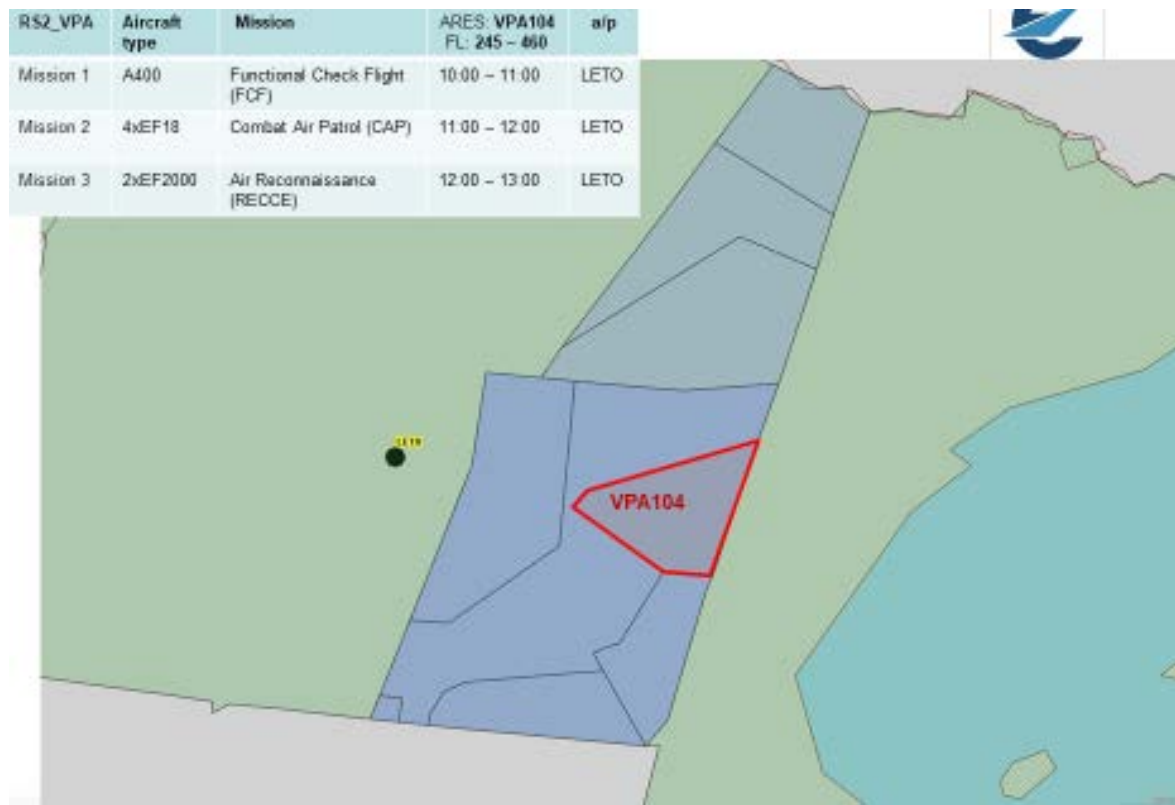 RS2_VPA Aircraft type Mission ARES: VPA104 FL: 245 – 460 a/p
Mission 1 A400 Functional Check Flight (FCF) 10:00 – 11:00 LETO
Mission 2 4xEF18 Combat Air Patrol (CAP) 11:00 – 12:00 LETO
Mission 3 2xEF2000 Air Reconnaissance (RECCE) 12:00 – 13:00 LETO
LETO
VPA104